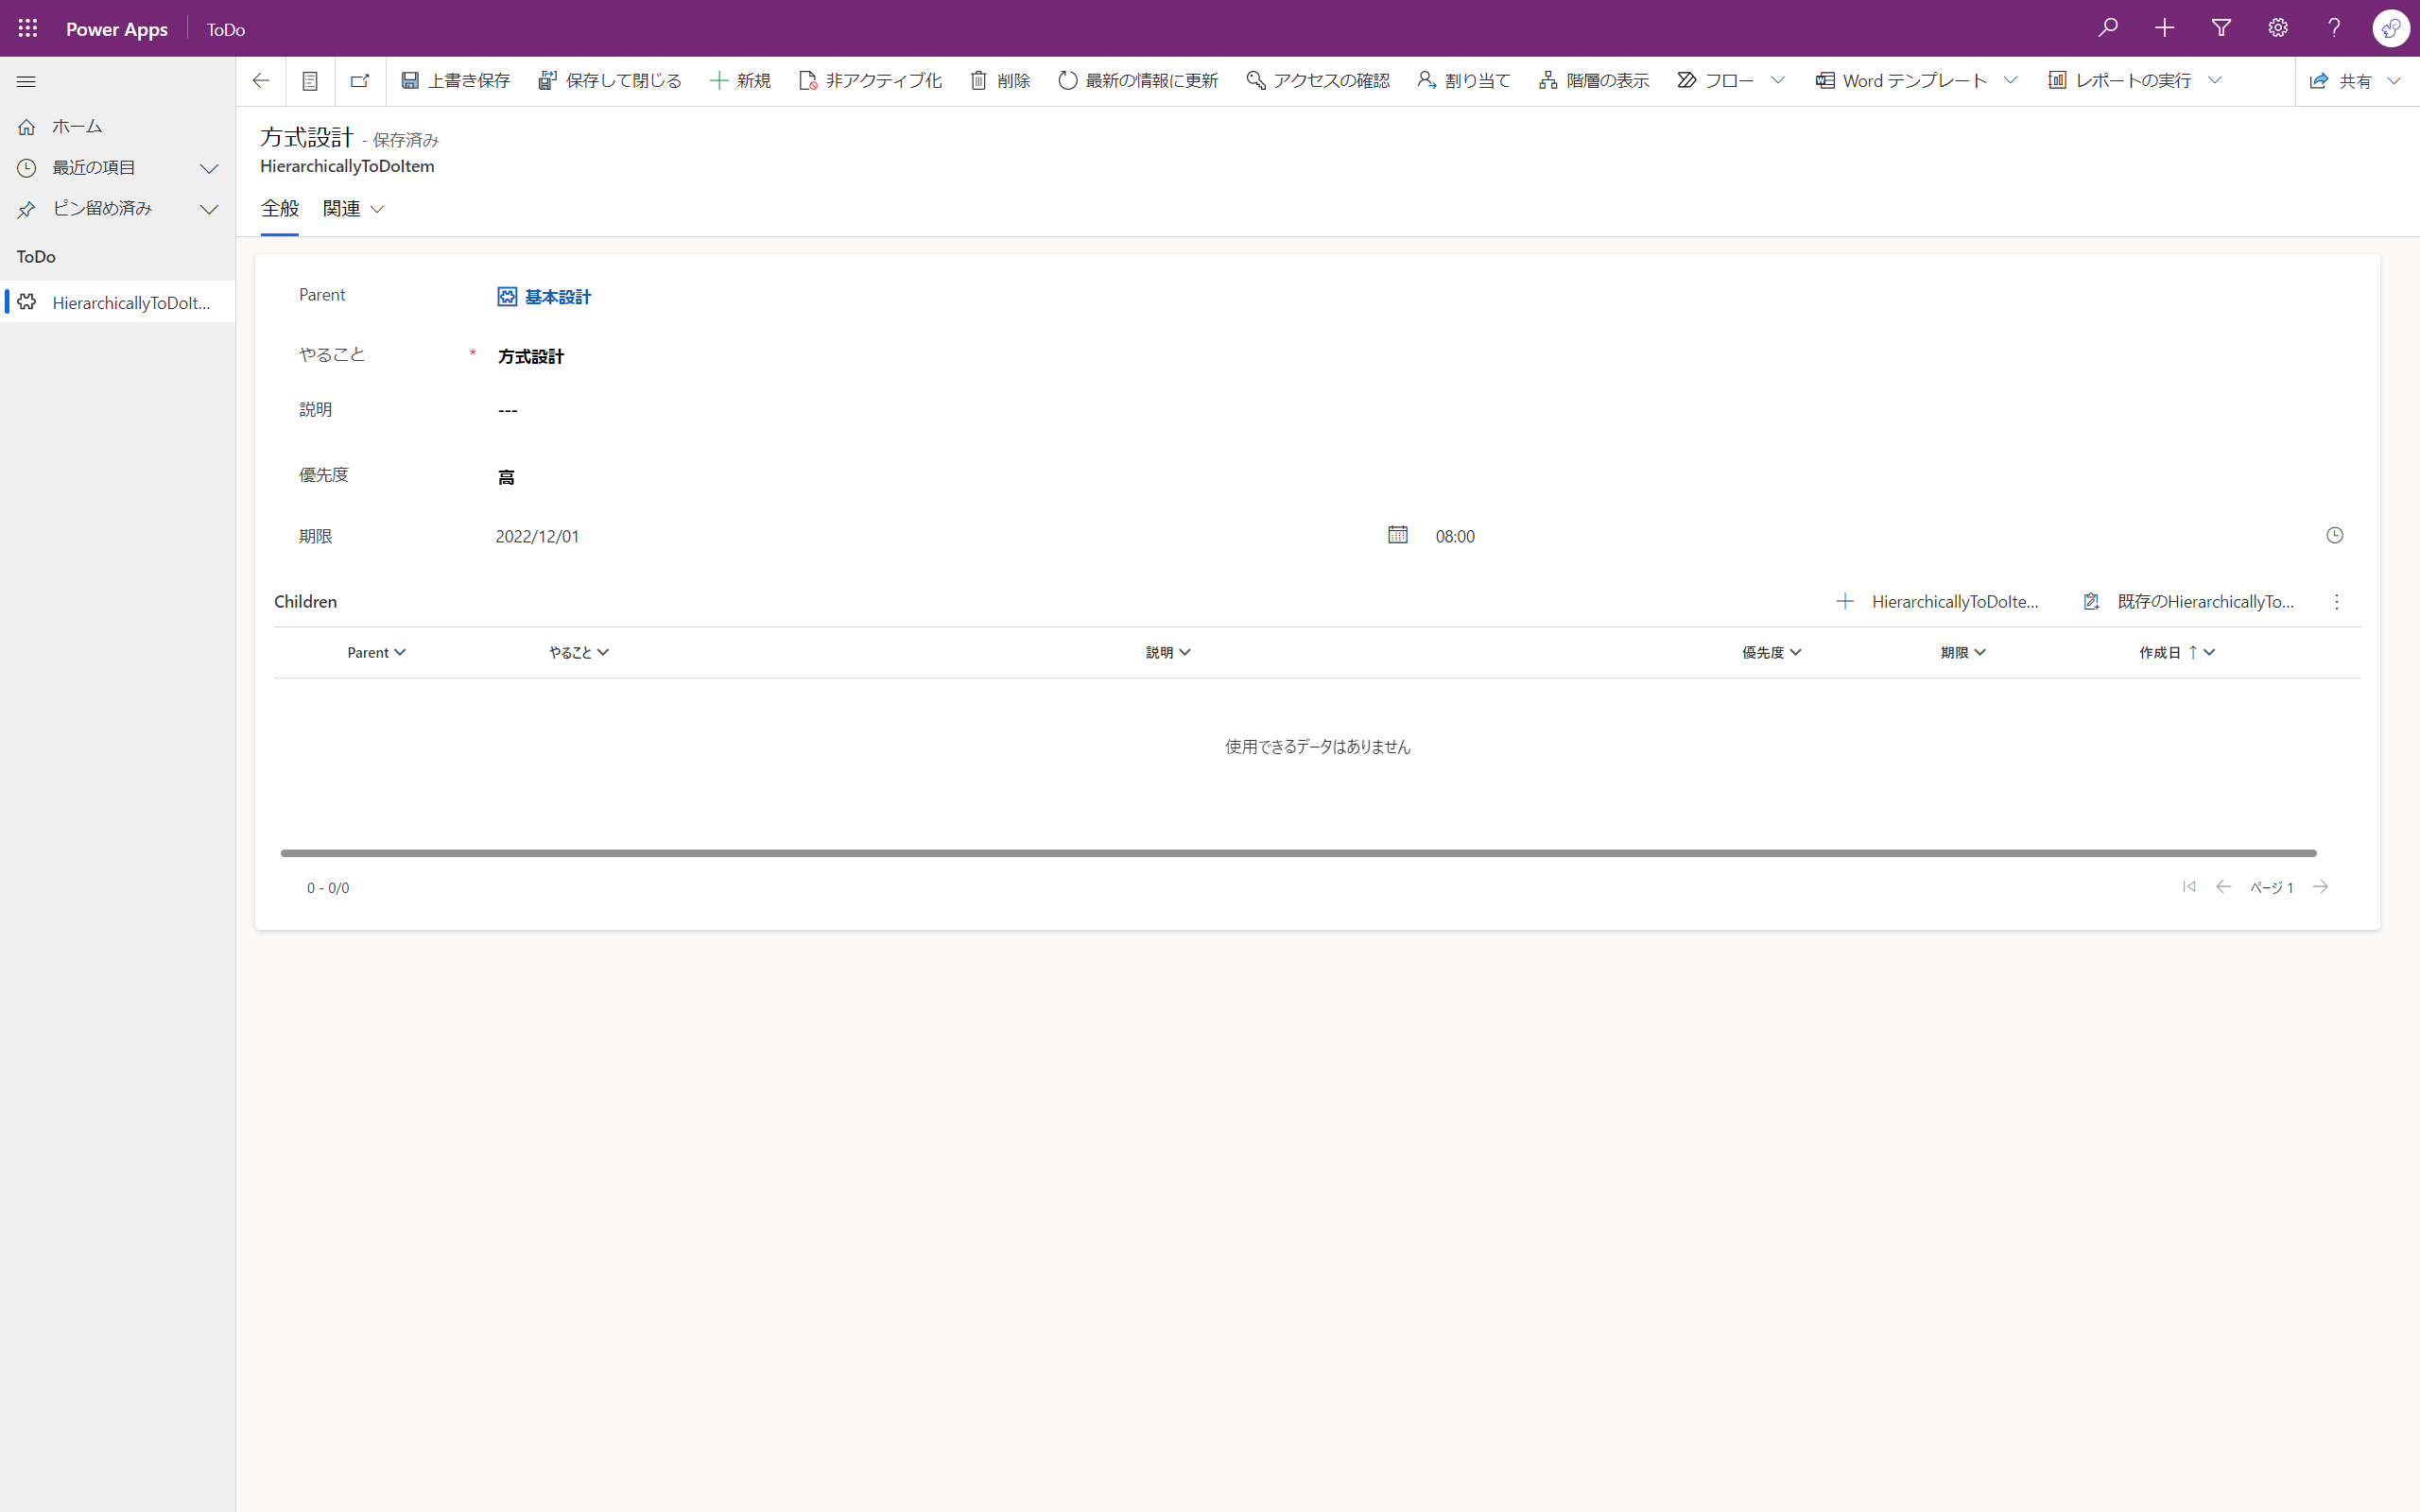 Power Apps ToDo
上書き保存 保存して閉じる 新規 非アクティブ化 削除 最新の情報に更新 アクセスの確認 割り当て 階層の表示 フロー Word テンプレート レポートの実行 共有
ホーム
最近の項目
ピン留め済み
ToDo
HierarchicallyToDoIt...
方式設計 - 保存済み
HierarchicallyToDoItem
全般 関連
Parent 基本設計
やること * 方式設計
説明 ---
優先度 高
期限 2022/12/01 08:00
Children HierarchicallyToDoIte... 既存のHierarchicallyTo...
Parent やること 説明 優先度 期限 作成日 ↑
使用できるデータはありません
0 - 0/0 ページ 1